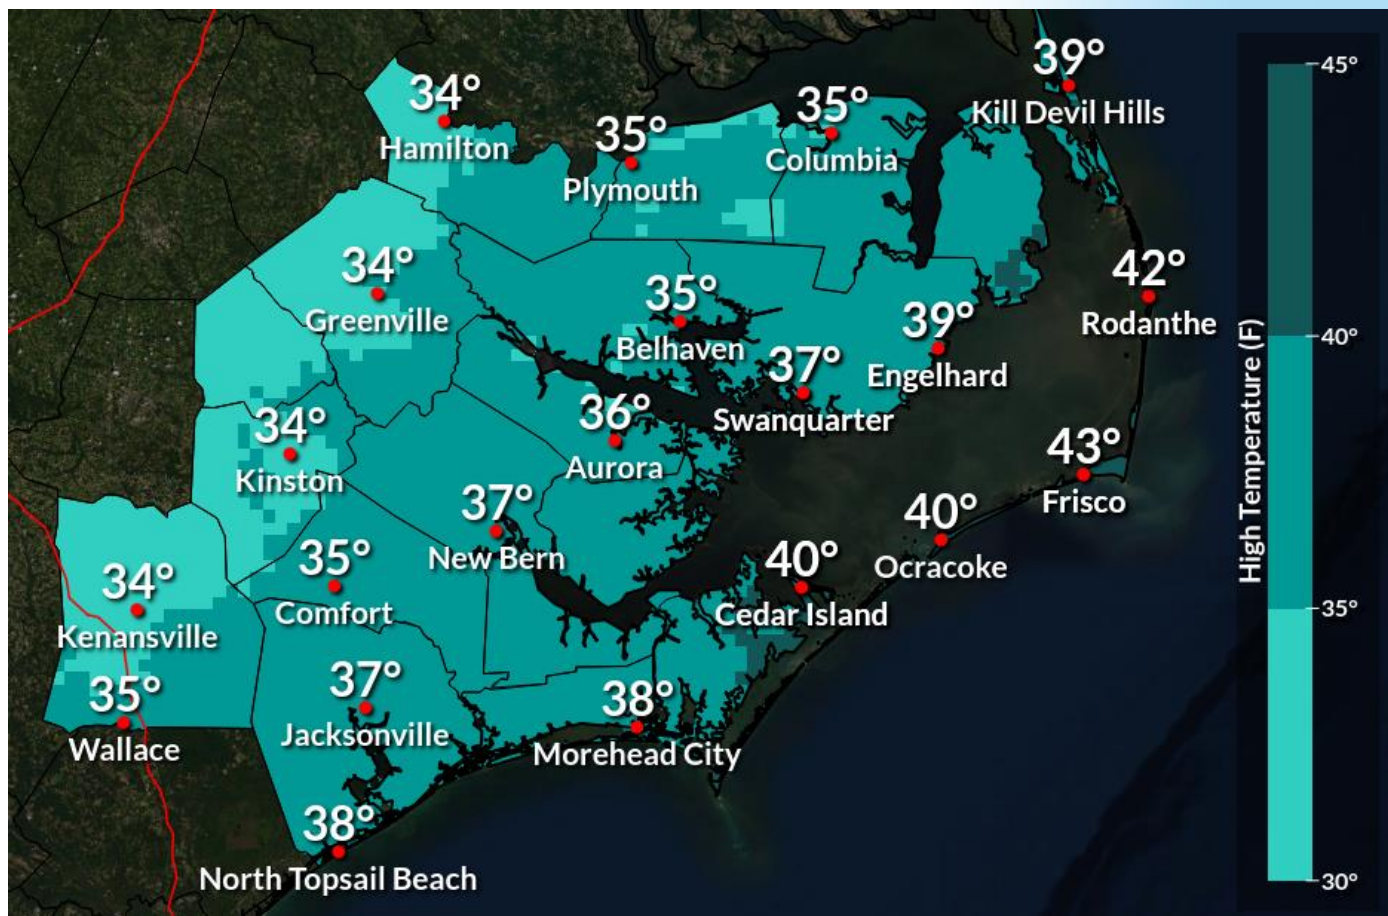 39°
Kill Devil Hills
45°
34°
Hamilton
35°
Plymouth
35°
Columbia
34°
Greenville
35°
Belhaven
42°
Rodanthe
39°
Engelhard
37°
Swanquarter
40°
34°
Kinston
36°
Aurora
43°
Frisco
High Temperature (F)
37°
New Bern
40°
Ocracoke
35°
Comfort
40°
Cedar Island
35°
34°
Kenansville
35°
Wallace
37°
Jacksonville
38°
Morehead City
38°
North Topsail Beach
30°